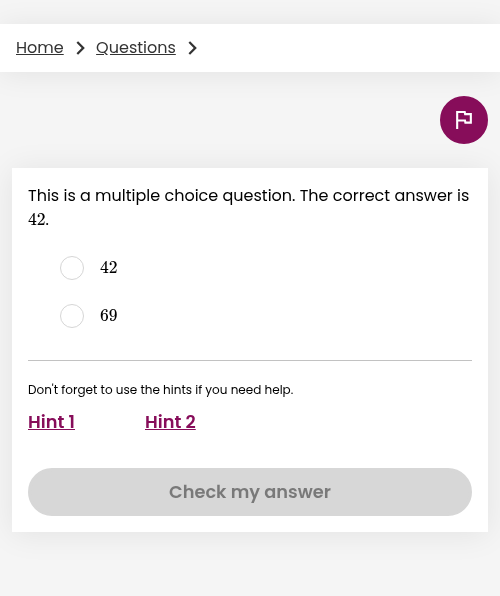 Home Questions
This is a multiple choice question. The correct answer is
42.
42
69
Don't forget to use the hints if you need help.
Hint 1 Hint 2
Check my answer